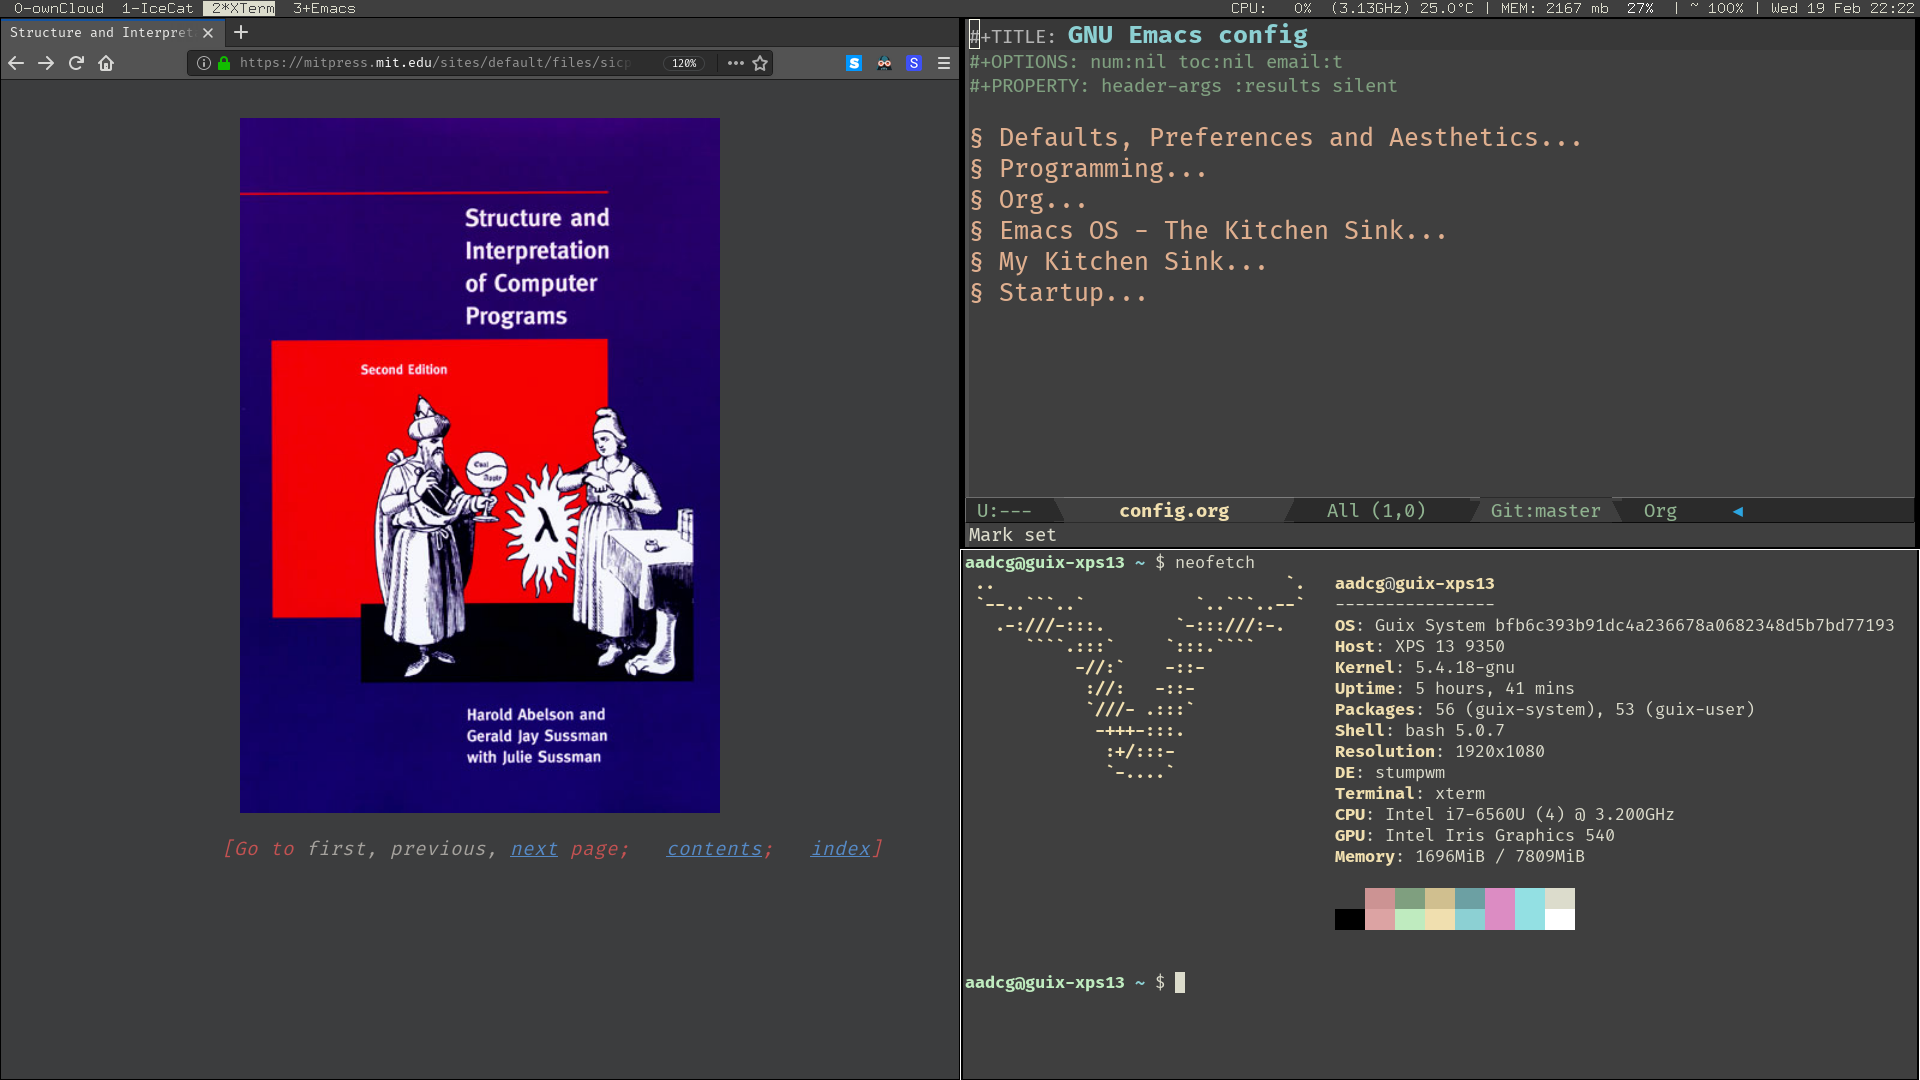 0-ownCloud 1-IceCat 2*XTerm 3+Emacs
CPU: 0% (3.13GHz) 25.0°C | MEM: 2167 mb 27% | ~ 100% | Wed 19 Feb 22:22
Structure and Interpret
https://mitpress.mit.edu/sites/default/files/sicp
120%
Structure and
Interpretation
of Computer
Programs
Second Edition
Eval
Apply
λ
Harold Abelson and
Gerald Jay Sussman
with Julie Sussman
[Go to first, previous, next page; contents; index]
#+TITLE: GNU Emacs config
#+OPTIONS: num:nil toc:nil email:t
#+PROPERTY: header-args :results silent
§ Defaults, Preferences and Aesthetics...
§ Programming...
§ Org...
§ Emacs OS - The Kitchen Sink...
§ My Kitchen Sink...
§ Startup...
U:--- config.org All (1,0) Git:master Org
Mark set
aadcg@guix-xps13 ~ $ neofetch
aadcg@guix-xps13
----------------
OS: Guix System bfb6c393b91dc4a236678a0682348d5b7bd77193
Host: XPS 13 9350
Kernel: 5.4.18-gnu
Uptime: 5 hours, 41 mins
Packages: 56 (guix-system), 53 (guix-user)
Shell: bash 5.0.7
Resolution: 1920x1080
DE: stumpwm
Terminal: xterm
CPU: Intel i7-6560U (4) @ 3.200GHz
GPU: Intel Iris Graphics 540
Memory: 1696MiB / 7809MiB
aadcg@guix-xps13 ~ $